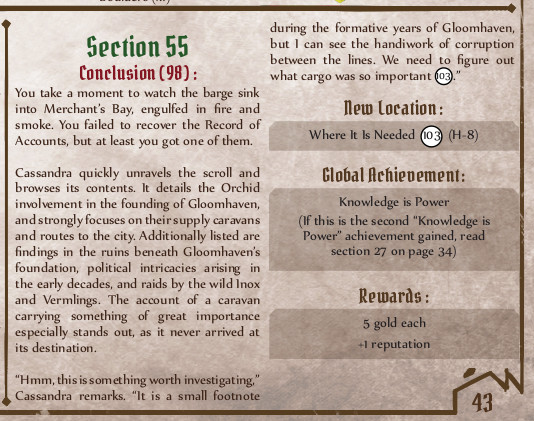 Section 55
Conclusion (98):
You take a moment to watch the barge sink
into Merchant's Bay, engulfed in fire and
smoke. You failed to recover the Record of
Accounts, but at least you got one of them.
Cassandra quickly unravels the scroll and
browses its contents. It details the Orchid
involvement in the founding of Gloomhaven,
and strongly focuses on their supply caravans
and routes to the city. Additionally listed are
findings in the ruins beneath Gloomhaven's
foundation, political intricacies arising in
the early decades, and raids by the wild Inox
and Vermlings. The account of a caravan
carrying something of great importance
especially stands out, as it never arrived at
its destination.
"Hmm, this is something worth investigating,"
Cassandra remarks. "It is a small footnote
during the formative years of Gloomhaven,
but I can see the handiwork of corruption
between the lines. We need to figure out
what cargo was so important 103."
New Location:
Where It Is Needed 103 (H-8)
Global Achievement:
Knowledge is Power
(If this is the second "Knowledge is
Power" achievement gained, read
section 27 on page 34)
Rewards:
5 gold each
+1 reputation
43